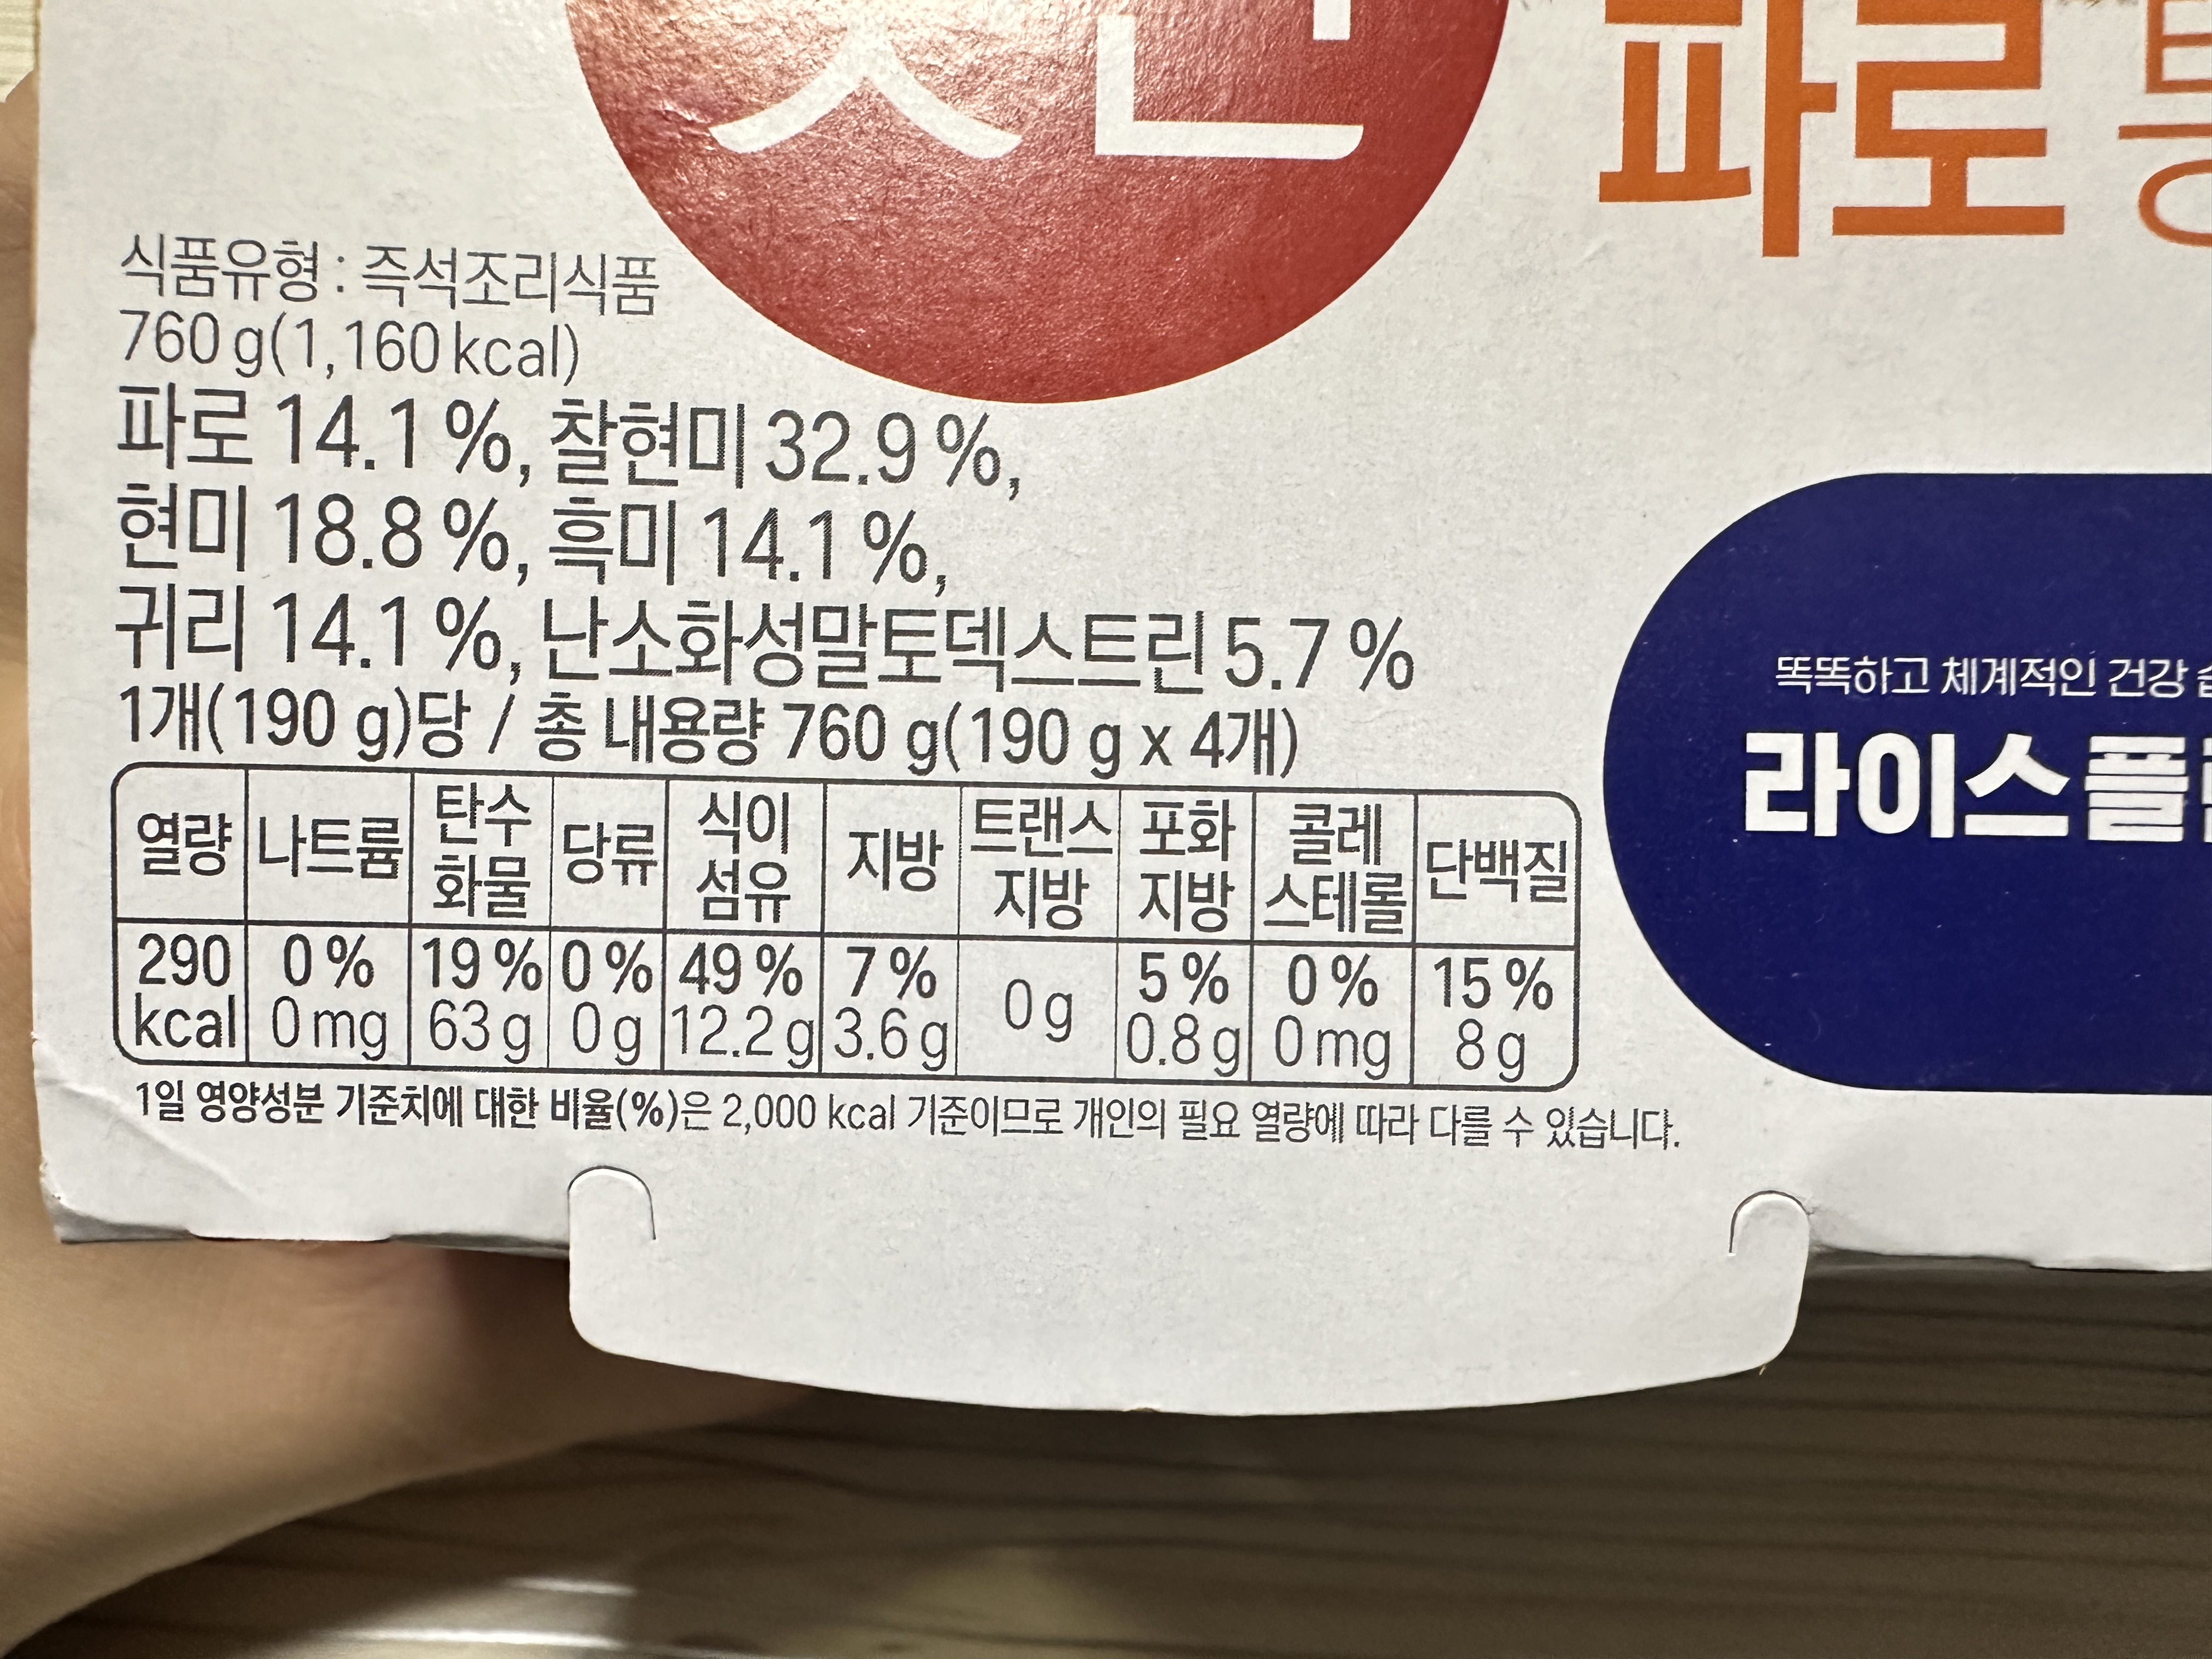 파로
식품유형 : 즉석조리식품
760 g(1,160 kcal)
파로 14.1 %, 찰현미 32.9 %,
현미 18.8 %, 흑미 14.1 %,
귀리 14.1 %, 난소화성말토덱스트린 5.7 %
1개(190 g)당 / 총 내용량 760 g(190 g x 4개)
열량 나트륨 탄수화물 당류 식이섬유 지방 트랜스지방 포화지방 콜레스테롤 단백질
290 kcal 0 % 0 mg 19 % 63 g 0 % 0 g 49 % 12.2 g 7 % 3.6 g 0 g 5 % 0.8 g 0 % 0 mg 15 % 8 g
1일 영양성분 기준치에 대한 비율(%)은 2,000 kcal 기준이므로 개인의 필요 열량에 따라 다를 수 있습니다.
똑똑하고 체계적인 건강
라이스플